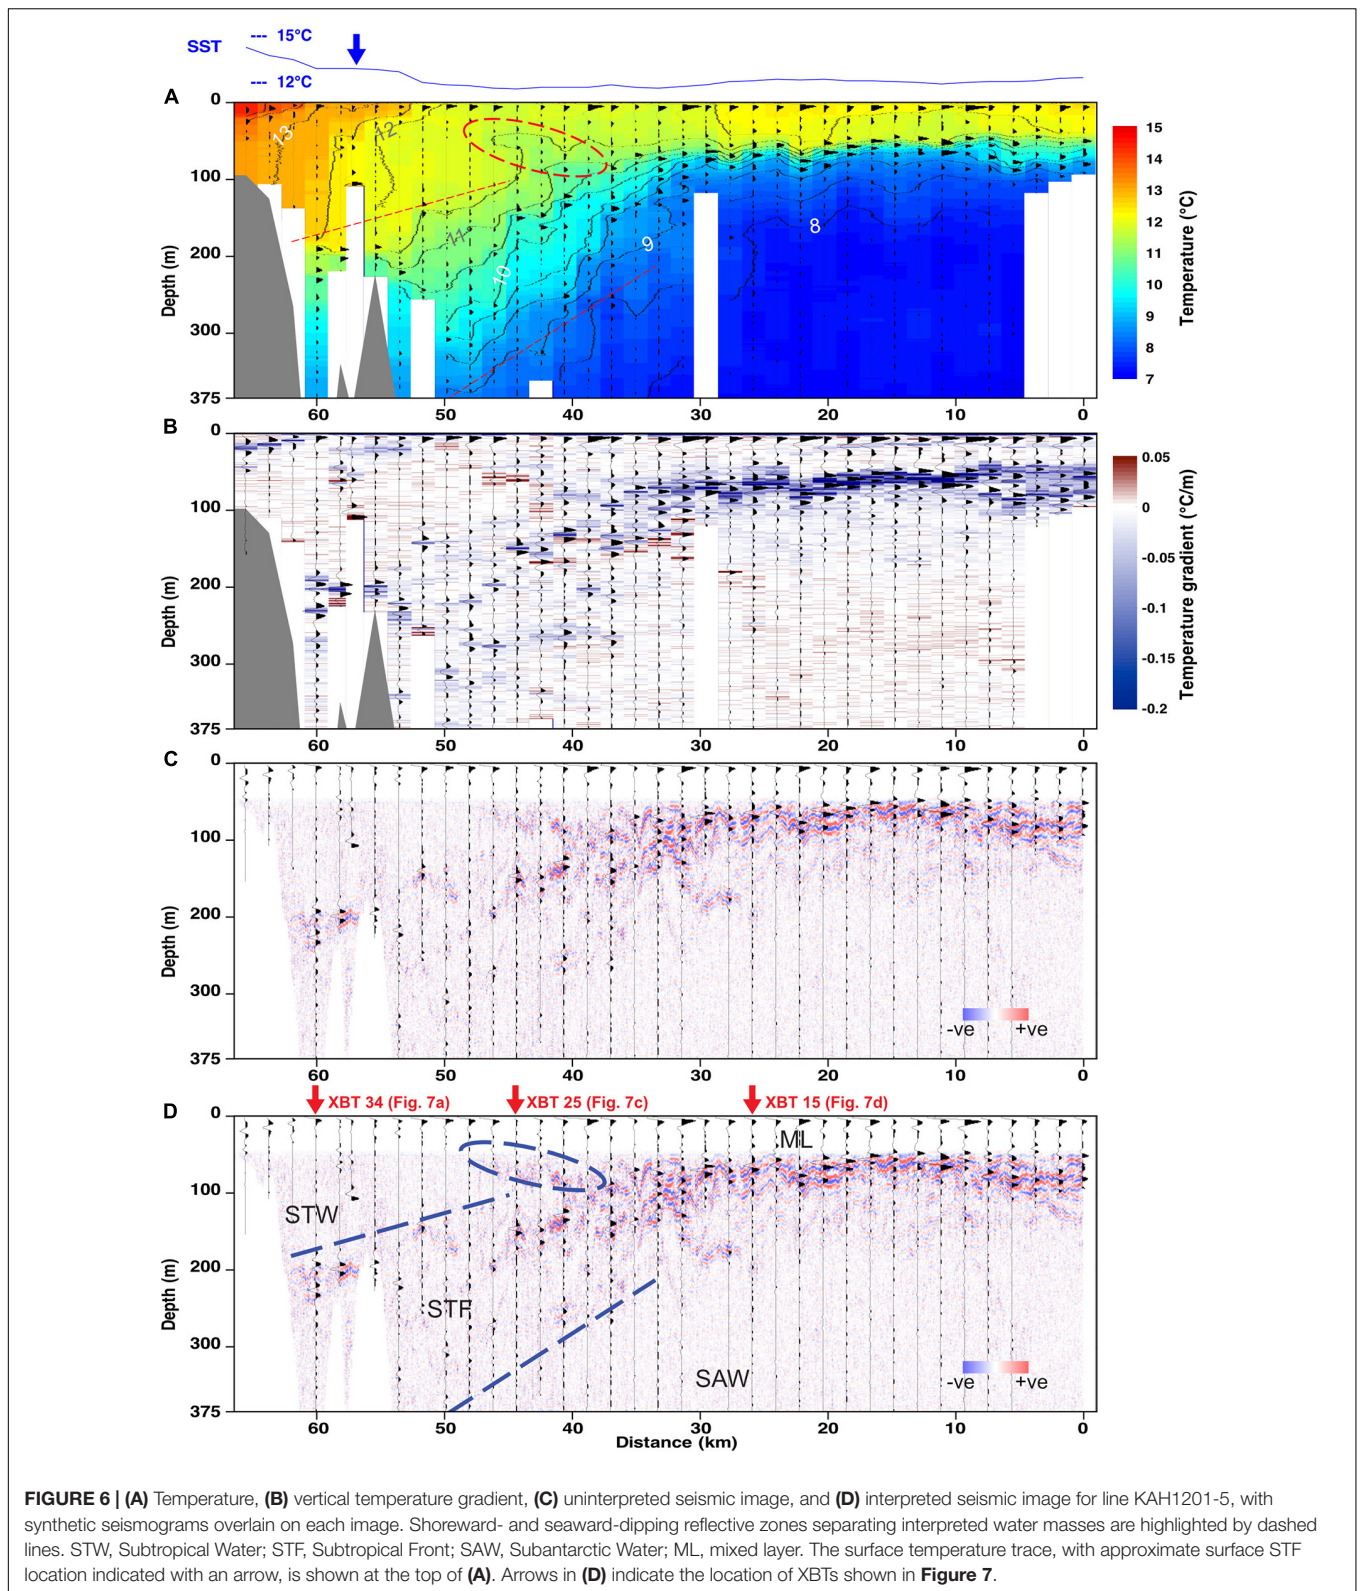 SST
--- 15°C
--- 12°C
A
0
100
200
300
375
Depth (m)
13
12
11
10
9
8
60 50 40 30 20 10 0
15
14
13
12
11
10
9
8
7
Temperature (°C)
B
0
100
200
300
375
Depth (m)
60 50 40 30 20 10 0
0.05
0
-0.05
-0.1
-0.15
-0.2
Temperature gradient (°C/m)
C
0
100
200
300
375
Depth (m)
-ve +ve
60 50 40 30 20 10 0
XBT 34 (Fig. 7a) XBT 25 (Fig. 7c) XBT 15 (Fig. 7d)
D
0
100
200
300
375
Depth (m)
ML
STW
STF
SAW
-ve +ve
60 50 40 30 20 10 0
Distance (km)
FIGURE 6 | (A) Temperature, (B) vertical temperature gradient, (C) uninterpreted seismic image, and (D) interpreted seismic image for line KAH1201-5, with
synthetic seismograms overlain on each image. Shoreward- and seaward-dipping reflective zones separating interpreted water masses are highlighted by dashed
lines. STW, Subtropical Water; STF, Subtropical Front; SAW, Subantarctic Water; ML, mixed layer. The surface temperature trace, with approximate surface STF
location indicated with an arrow, is shown at the top of (A). Arrows in (D) indicate the location of XBTs shown in Figure 7.